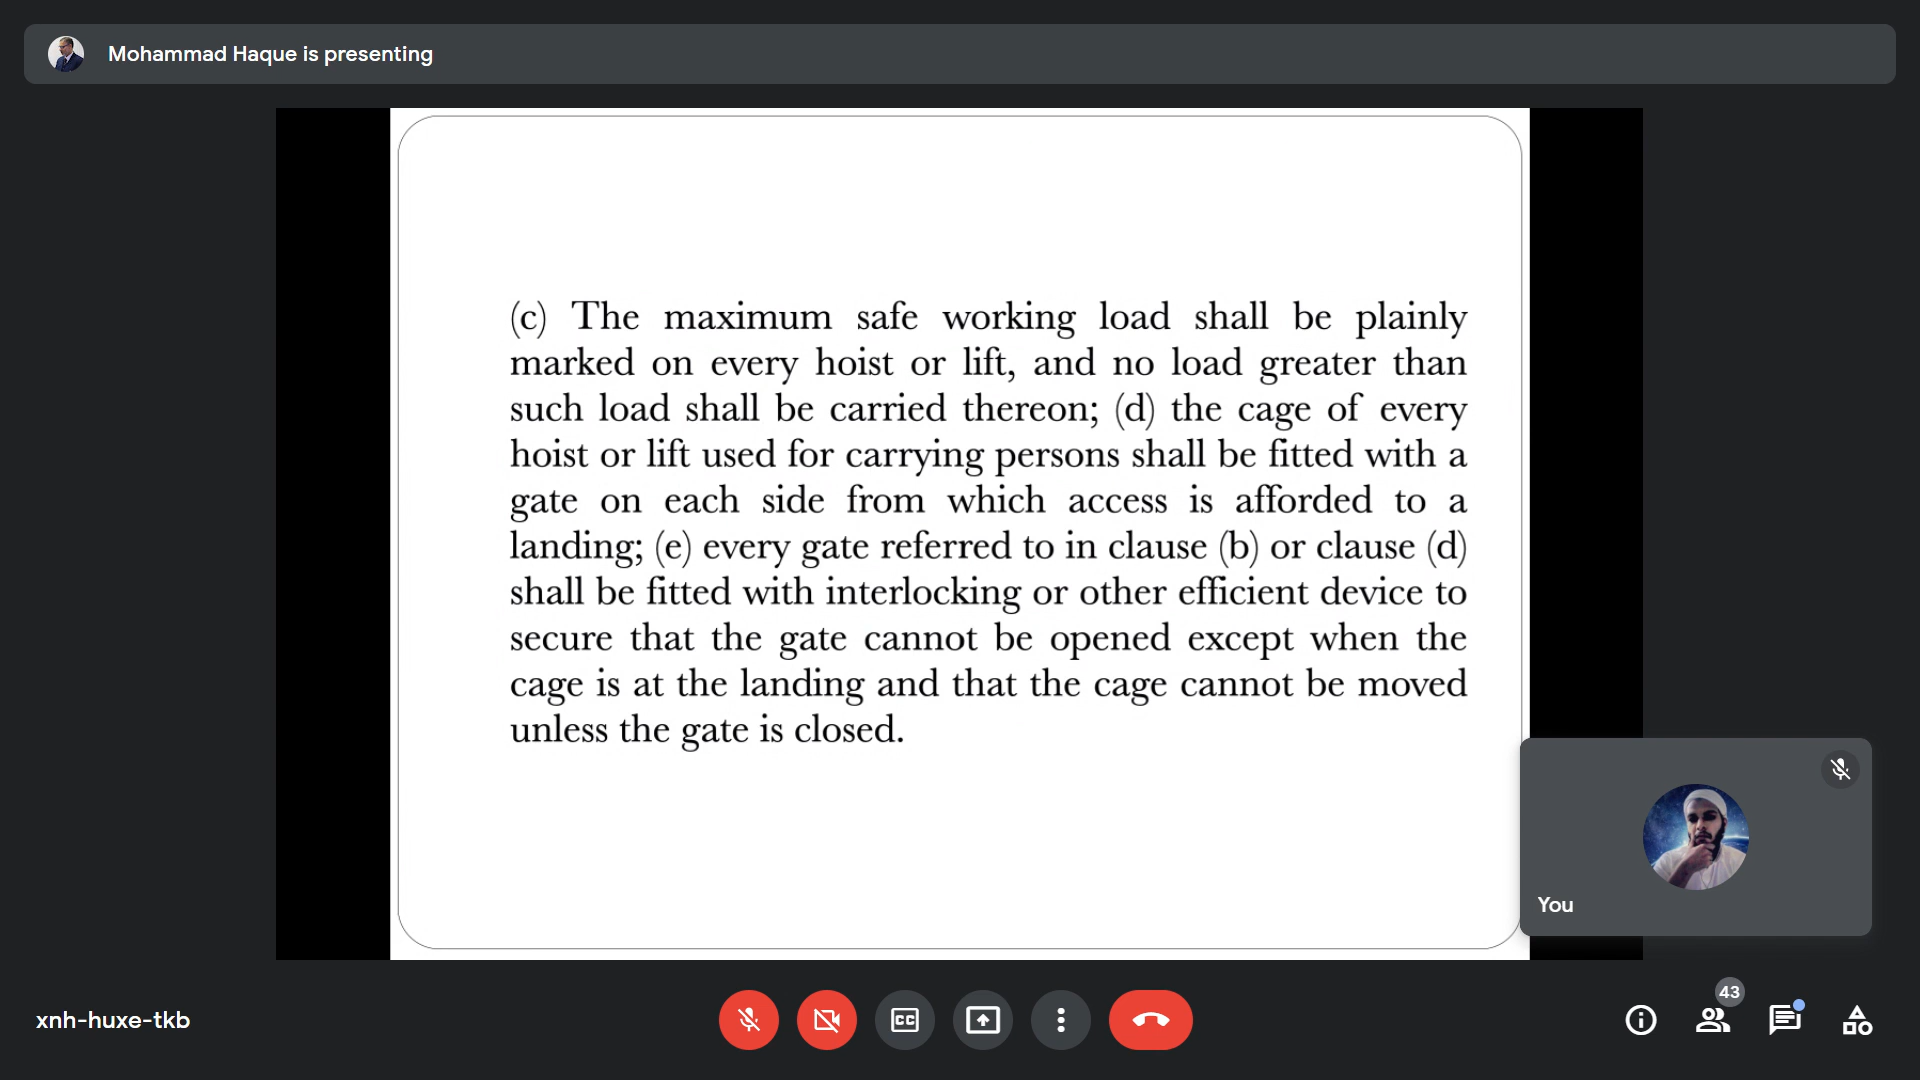 Mohammad Haque is presenting
(c) The maximum safe working load shall be plainly
marked on every hoist or lift, and no load greater than
such load shall be carried thereon; (d) the cage of every
hoist or lift used for carrying persons shall be fitted with a
gate on each side from which access is afforded to a
landing; (e) every gate referred to in clause (b) or clause (d)
shall be fitted with interlocking or other efficient device to
secure that the gate cannot be opened except when the
cage is at the landing and that the cage cannot be moved
unless the gate is closed.
You
xnh-huxe-tkb
CC
43